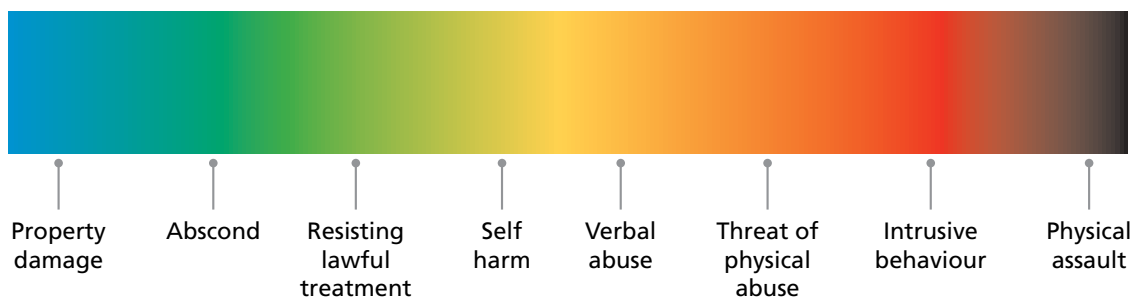 Property
damage
Abscond
Resisting
lawful
treatment
Self
harm
Verbal
abuse
Threat of
physical
abuse
Intrusive
behaviour
Physical
assault